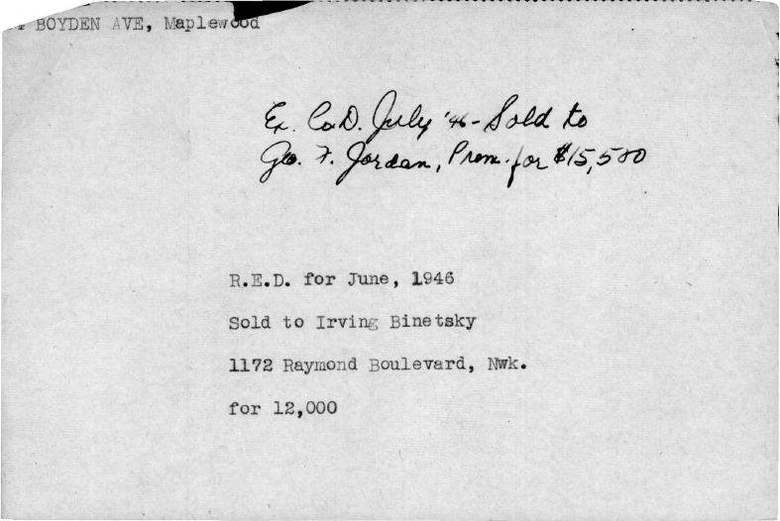 BOYDEN AVE, Maplewood
Ex. Co D. July '46 - Sold to
Geo. F. Jordan, Prem. for $15,500
R.E.D. for June, 1946
Sold to Irving Binetsky
1172 Raymond Boulevard, Nwk.
for 12,000